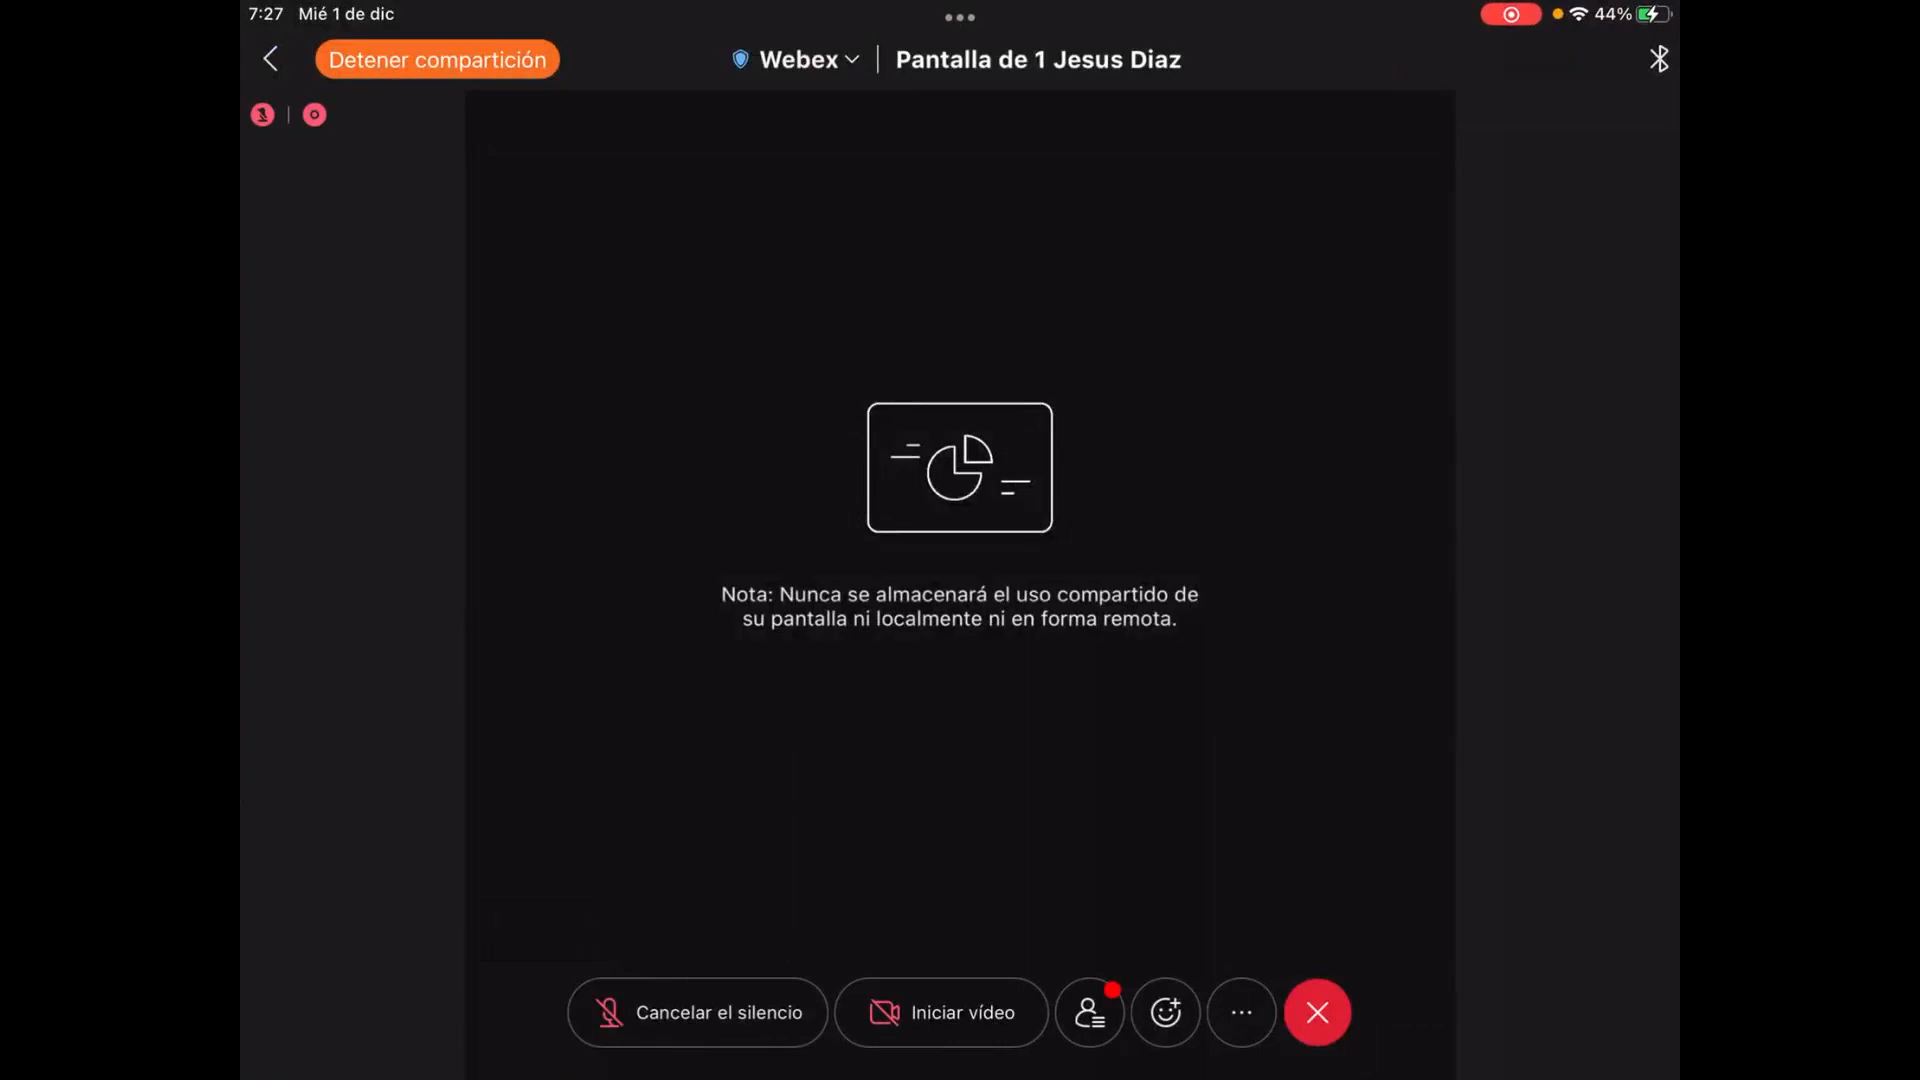 7:27 Mié 1 de dic
44%
Detener compartición
Webex
Pantalla de 1 Jesus Diaz
Nota: Nunca se almacenará el uso compartido de
su pantalla ni localmente ni en forma remota.
Cancelar el silencio
Iniciar vídeo